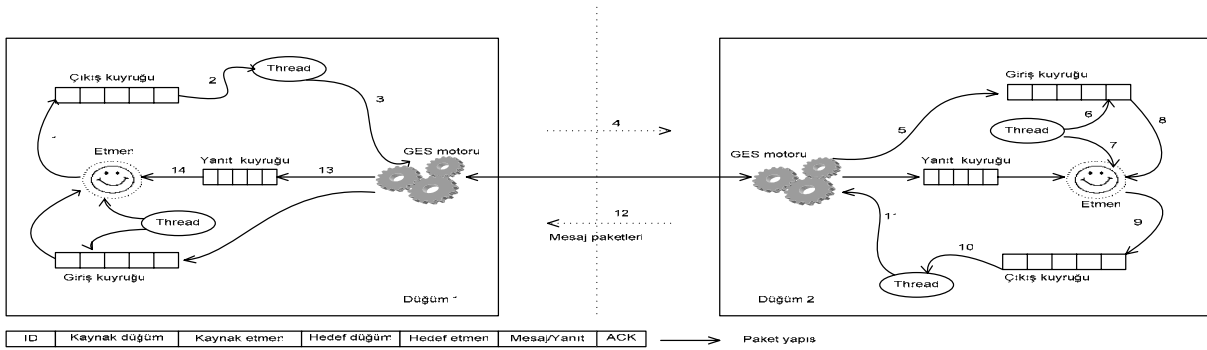 Çıkış kuyruğu
2
Thread
3
Etmen
Yanıt kuyruğu
GES motoru
14
13
Thread
Giriş kuyruğu
Düğüm 1
4
12
Mesaj paketleri
Giriş kuyruğu
6
8
5
Thread
7
GES motoru
Yanıt kuyruğu
Etmen
9
11
10
Thread
Çıkış kuyruğu
Düğüm 2
ID Kaynak düğüm Kaynak etmen Hedef düğüm Hedef etmen Mesaj/Yanıt ACK
Paket yapıs